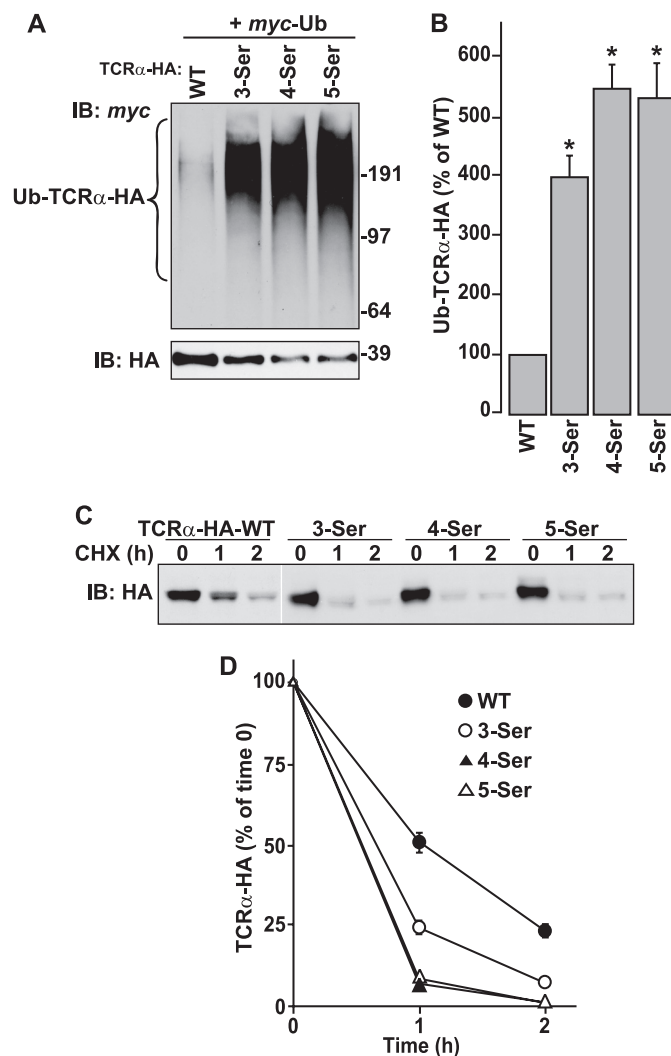 A
+ myc-Ub
TCRα-HA:
WT
3-Ser
4-Ser
5-Ser
IB: myc
Ub-TCRα-HA
-191
-97
-64
-39
IB: HA
B
Ub-TCRα-HA (% of WT)
600
500
400
300
200
100
0
*
*
*
WT
3-Ser
4-Ser
5-Ser
C
TCRα-HA-WT 3-Ser 4-Ser 5-Ser
CHX (h) 0 1 2 0 1 2 0 1 2 0 1 2
IB: HA
D
TCRα-HA (% of time 0)
100
75
50
25
0
WT
3-Ser
4-Ser
5-Ser
0 1 2
Time (h)